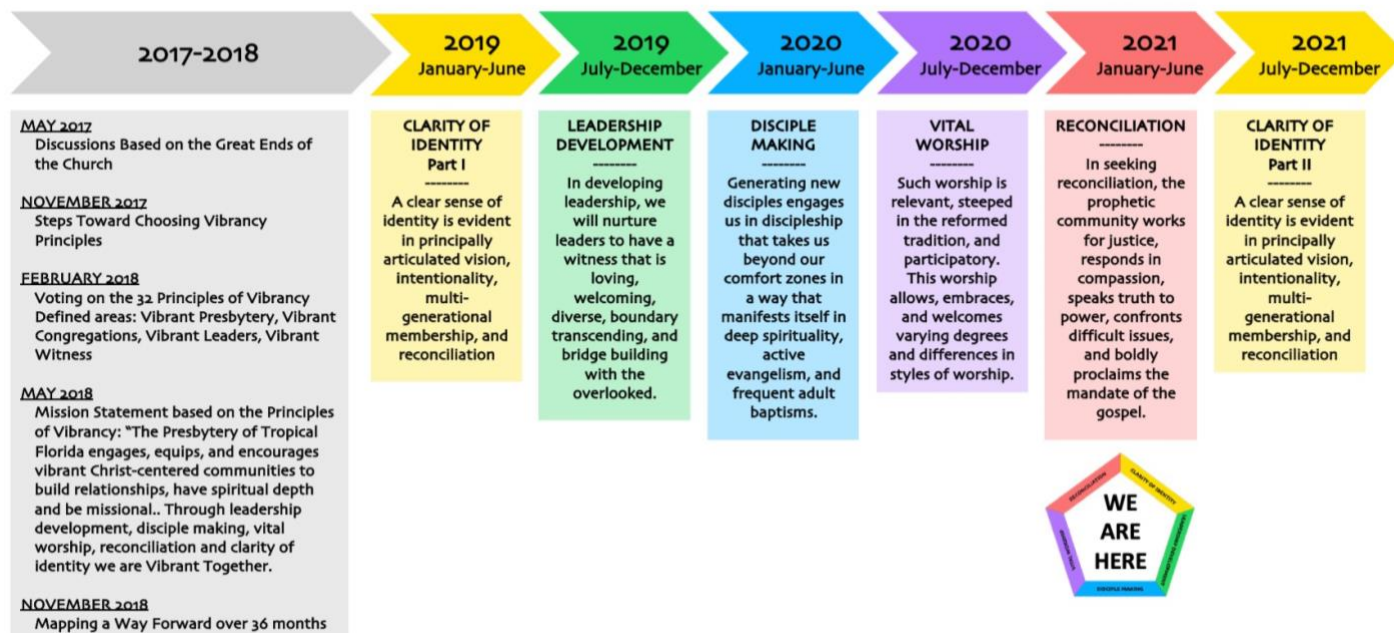 2017-2018
MAY 2017
Discussions Based on the Great Ends of
the Church
NOVEMBER 2017
Steps Toward Choosing Vibrancy
Principles
FEBRUARY 2018
Voting on the 32 Principles of Vibrancy
Defined areas: Vibrant Presbytery, Vibrant
Congregations, Vibrant Leaders, Vibrant
Witness
MAY 2018
Mission Statement based on the Principles
of Vibrancy: "The Presbytery of Tropical
Florida engages, equips, and encourages
vibrant Christ-centered communities to
build relationships, have spiritual depth
and be missional.. Through leadership
development, disciple making, vital
worship, reconciliation and clarity of
identity we are Vibrant Together.
NOVEMBER 2018
Mapping a Way Forward over 36 months
2019
January-June
CLARITY OF
IDENTITY
Part I
--------
A clear sense of
identity is evident
in principally
articulated vision,
intentionality,
multi-
generational
membership, and
reconciliation
2019
July-December
LEADERSHIP
DEVELOPMENT
--------
In developing
leadership, we
will nurture
leaders to have a
witness that is
loving,
welcoming,
diverse, boundary
transcending, and
bridge building
with the
overlooked.
2020
January-June
DISCIPLE
MAKING
--------
Generating new
disciples engages
us in discipleship
that takes us
beyond our
comfort zones in
a way that
manifests itself in
deep spirituality,
active
evangelism, and
frequent adult
baptisms.
2020
July-December
VITAL
WORSHIP
--------
Such worship is
relevant, steeped
in the reformed
tradition, and
participatory.
This worship
allows, embraces,
and welcomes
varying degrees
and differences in
styles of worship.
2021
January-June
RECONCILIATION
--------
In seeking
reconciliation, the
prophetic
community works
for justice,
responds in
compassion,
speaks truth to
power, confronts
difficult issues,
and boldly
proclaims the
mandate of the
gospel.
RECONCILIATION
CLARITY OF IDENTITY
LEADERSHIP DEVELOPMENT
DISCIPLE MAKING
VITAL WORSHIP
WE
ARE
HERE
2021
July-December
CLARITY OF
IDENTITY
Part II
--------
A clear sense of
identity is evident
in principally
articulated vision,
intentionality,
multi-
generational
membership, and
reconciliation